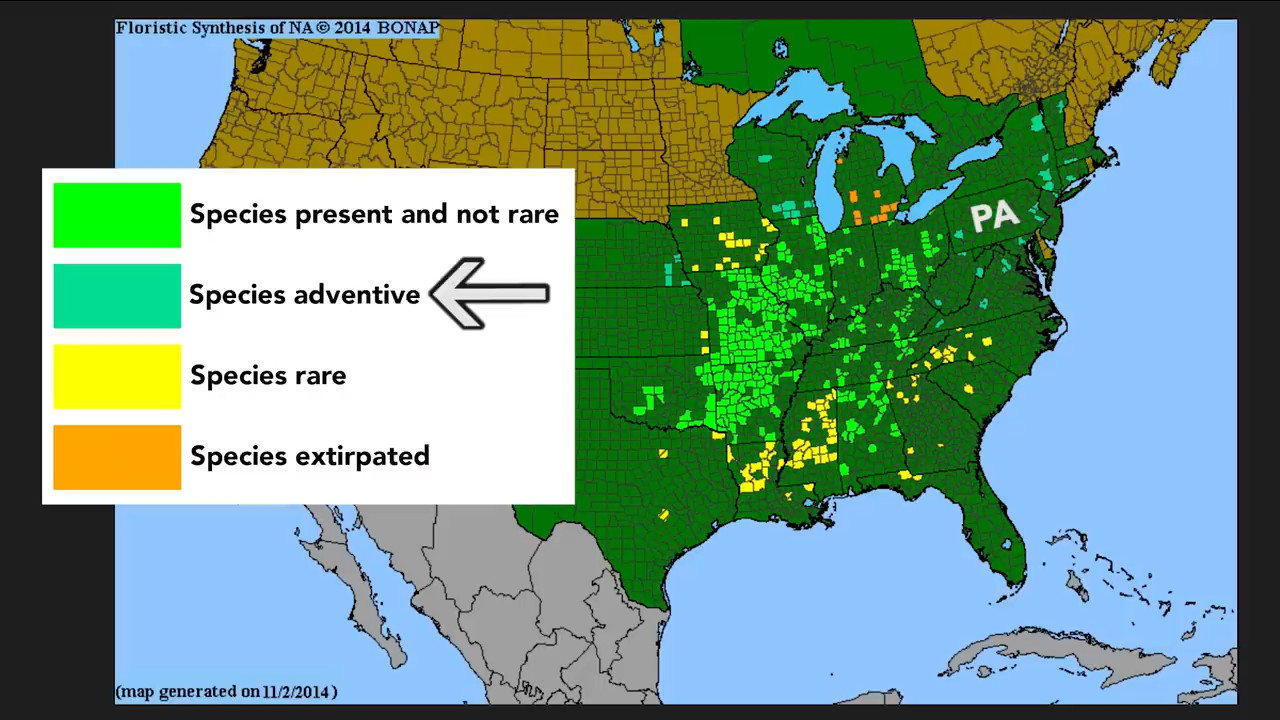 Floristic Synthesis of NA © 2014 BONAP
PA
Species present and not rare
Species adventive
Species rare
Species extirpated
(map generated on 11/2/2014)